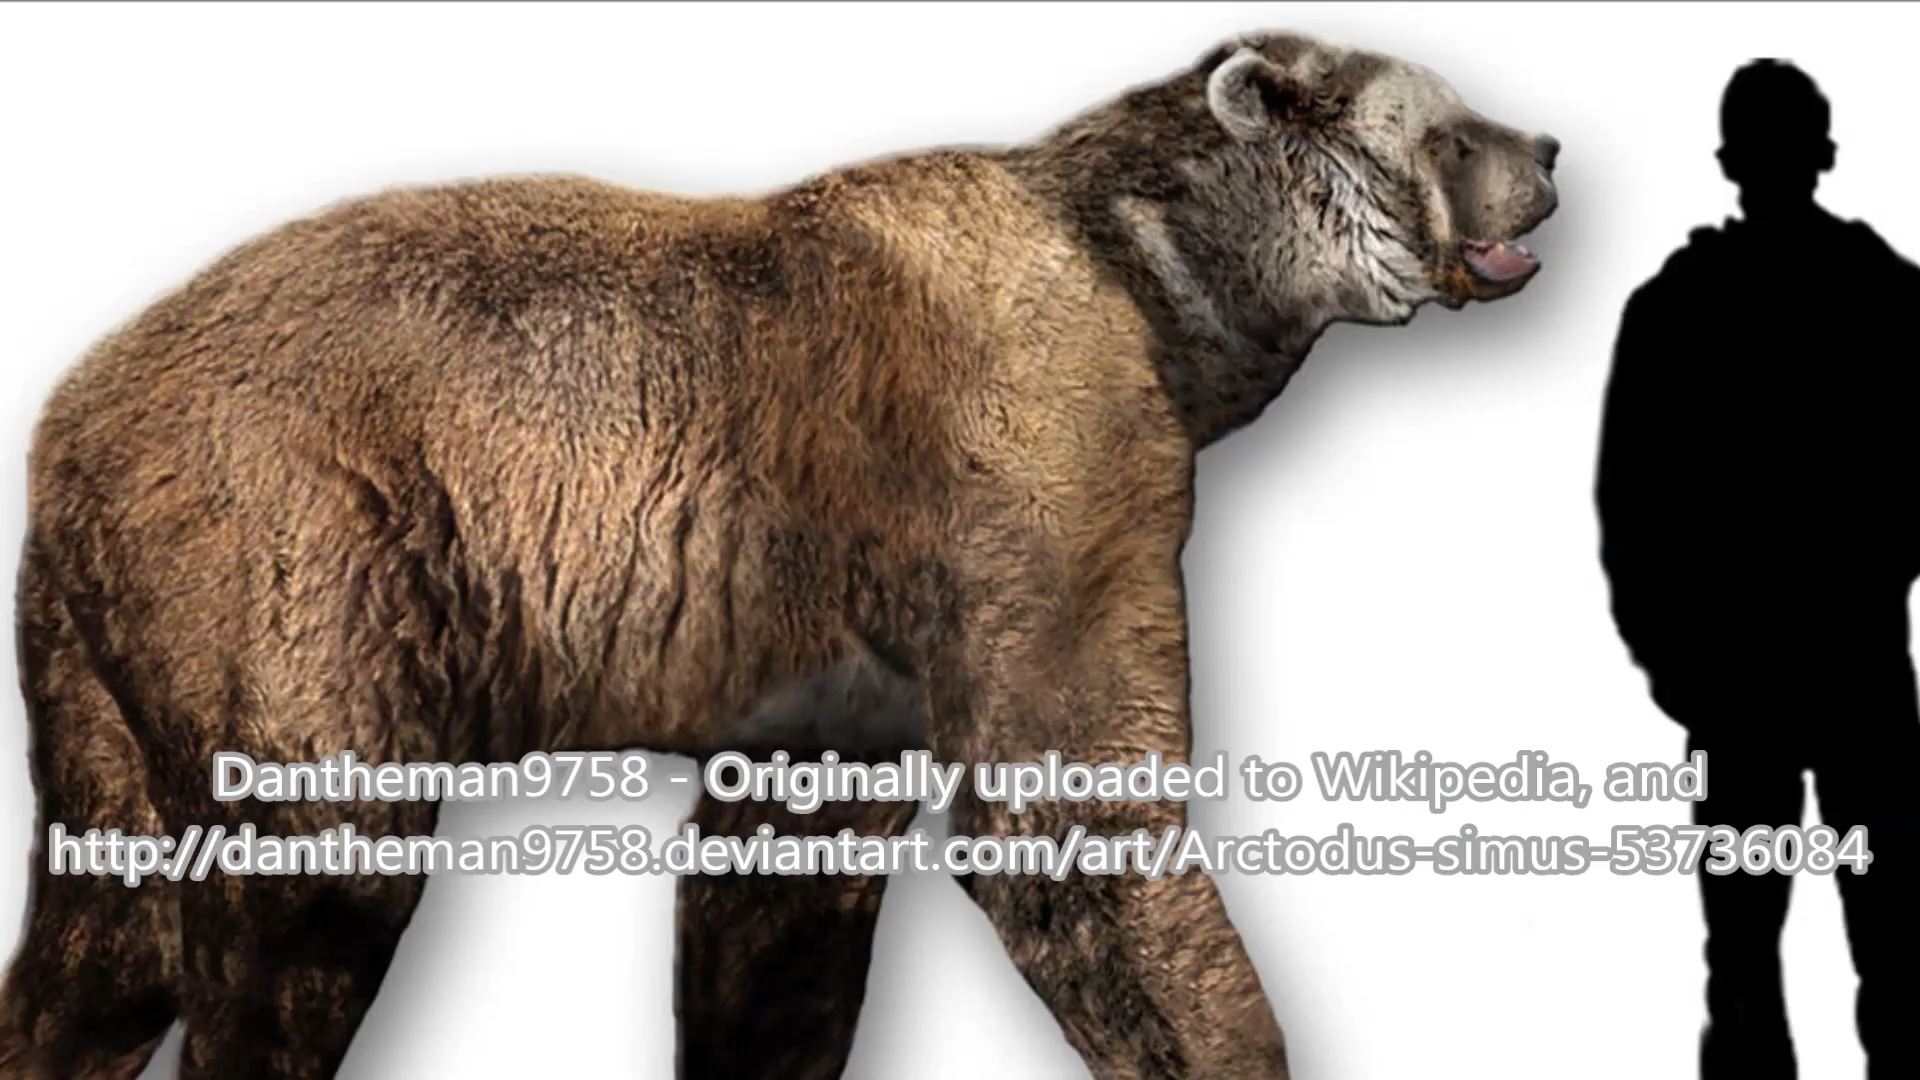 Dantheman9758 - Originally uploaded to Wikipedia, and
http://dantheman9758.deviantart.com/art/Arctodus-simus-53736084